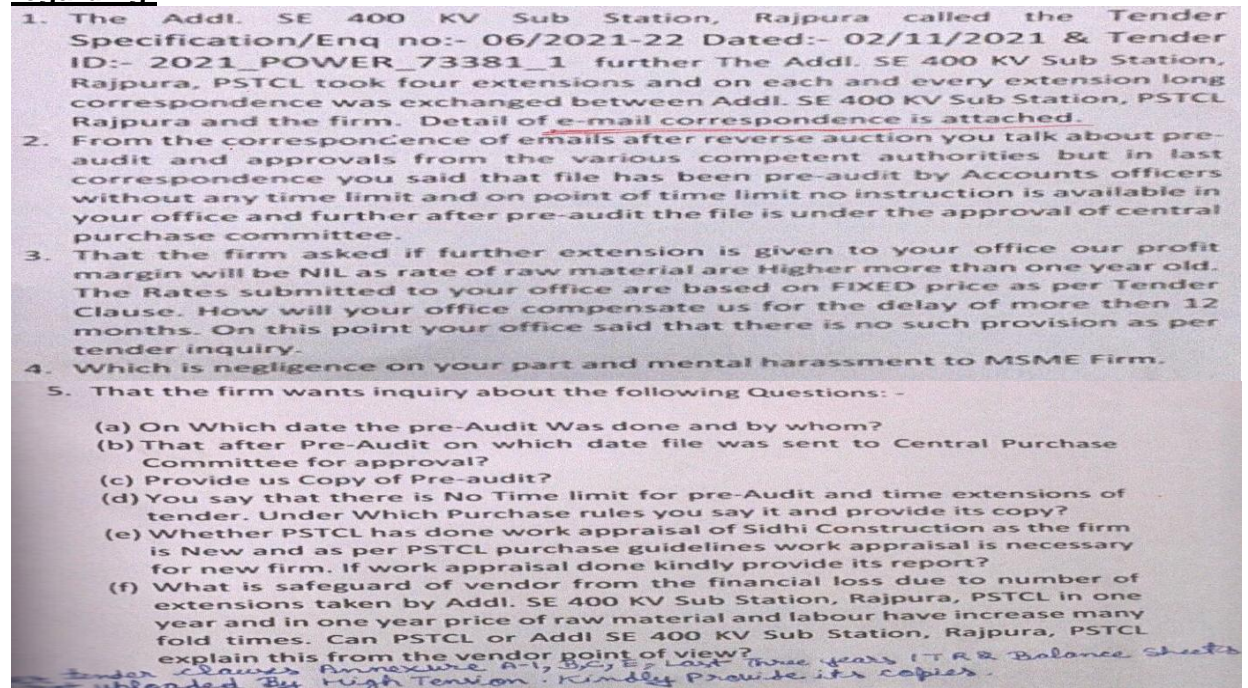 1. The Addl. SE 400 KV Sub Station, Rajpura called the Tender
Specification/Enq no:- 06/2021-22 Dated:- 02/11/2021 & Tender
ID:- 2021_POWER_73381_1 further The Addl. SE 400 KV Sub Station,
Rajpura, PSTCL took four extensions and on each and every extension long
correspondence was exchanged between Addl. SE 400 KV Sub Station, PSTCL
Rajpura and the firm. Detail of e-mail correspondence is attached.
2. From the correspondence of emails after reverse auction you talk about pre-
audit and approvals from the various competent authorities but in last
correspondence you said that file has been pre-audit by Accounts officers
without any time limit and on point of time limit no instruction is available in
your office and further after pre-audit the file is under the approval of central
purchase committee.
3. That the firm asked if further extension is given to your office our profit
margin will be NIL as rate of raw material are Higher more than one year old.
The Rates submitted to your office are based on FIXED price as per Tender
Clause. How will your office compensate us for the delay of more then 12
months. On this point your office said that there is no such provision as per
tender inquiry.
4. Which is negligence on your part and mental harassment to MSME Firm.
5. That the firm wants inquiry about the following Questions: -
(a) On Which date the pre-Audit Was done and by whom?
(b) That after Pre-Audit on which date file was sent to Central Purchase
Committee for approval?
(c) Provide us Copy of Pre-audit?
(d) You say that there is No Time limit for pre-Audit and time extensions of
tender. Under Which Purchase rules you say it and provide its copy?
(e) Whether PSTCL has done work appraisal of Sidhi Construction as the firm
is New and as per PSTCL purchase guidelines work appraisal is necessary
for new firm. If work appraisal done kindly provide its report?
(f) What is safeguard of vendor from the financial loss due to number of
extensions taken by Addl. SE 400 KV Sub Station, Rajpura, PSTCL in one
year and in one year price of raw material and labour have increase many
fold times. Can PSTCL or Addl SE 400 KV Sub Station, Rajpura, PSTCL
explain this from the vendor point of view?
tender clauses Annexure A-1, B, C, E, Last Three years ITR & Balance Sheets
uploaded By High Tension. Kindly Provide its copies.